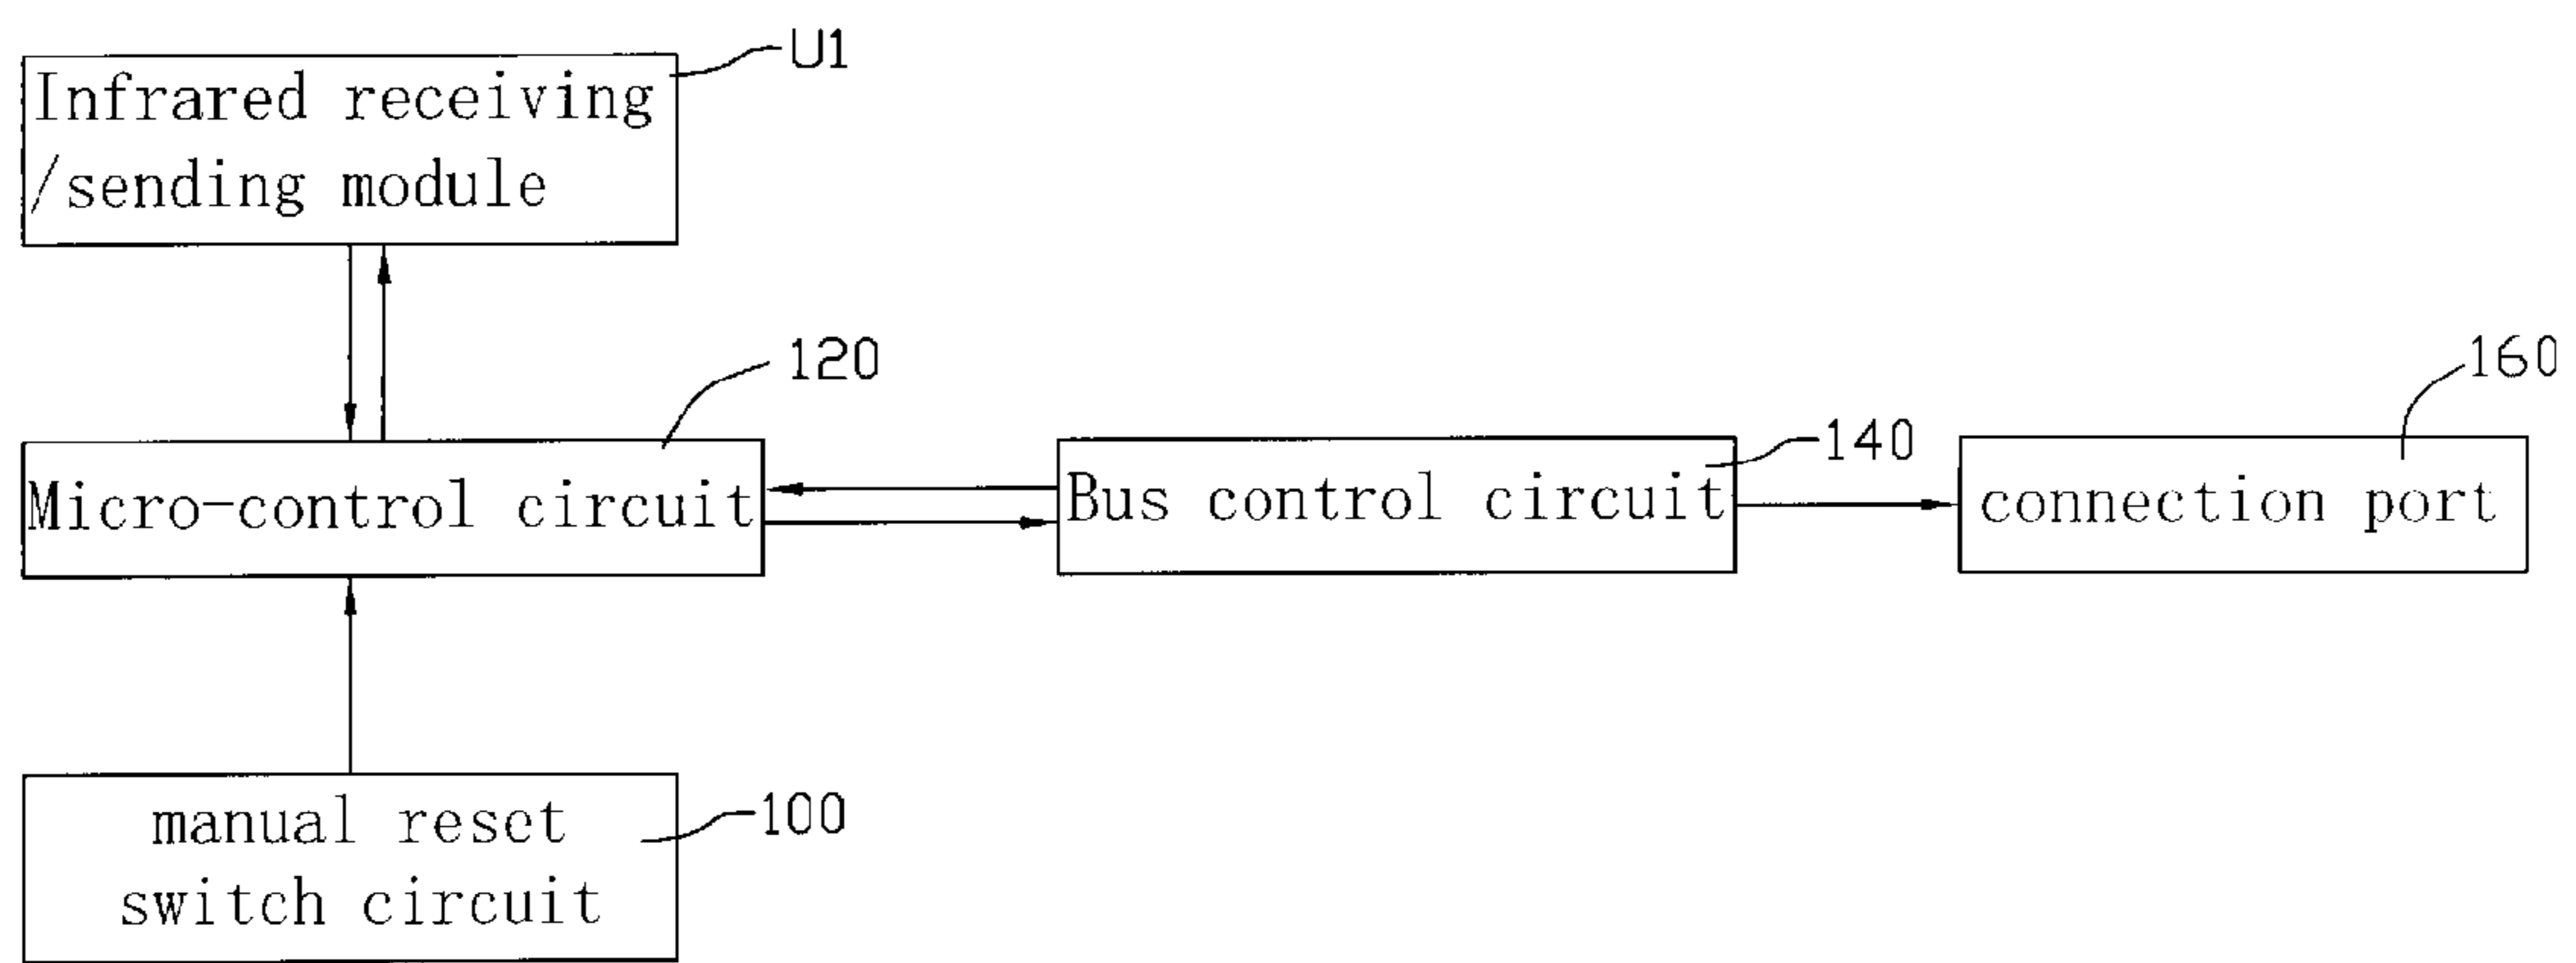 U1
Infrared receiving
/sending module
120
160
140
Micro-control circuit
Bus control circuit
connection port
manual reset
100
switch circuit